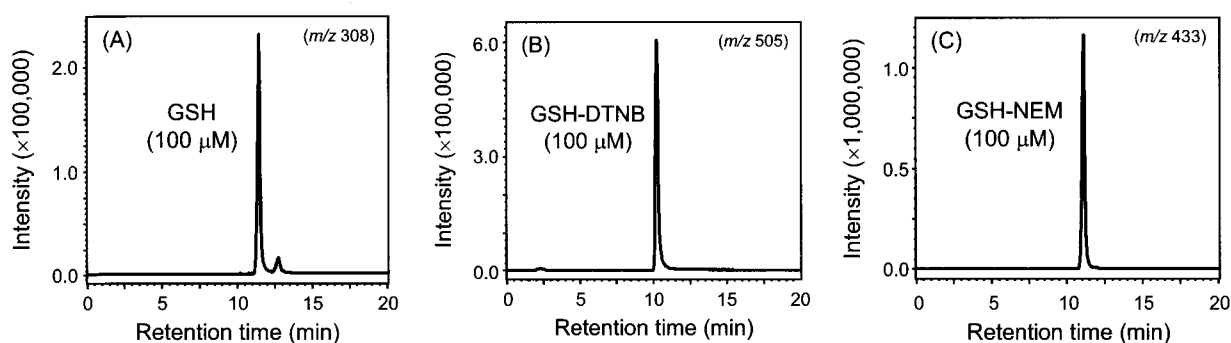 (A)
(m/z 308)
GSH
(100 μM)
Intensity (×100,000)
2.0
1.0
0.0
0
5
10
15
20
Retention time (min)
(B)
(m/z 505)
GSH-DTNB
(100 μM)
Intensity (×100,000)
6.0
3.0
0.0
0
5
10
15
20
Retention time (min)
(C)
(m/z 433)
GSH-NEM
(100 μM)
Intensity (×1,000,000)
1.0
0.5
0.0
0
5
10
15
20
Retention time (min)